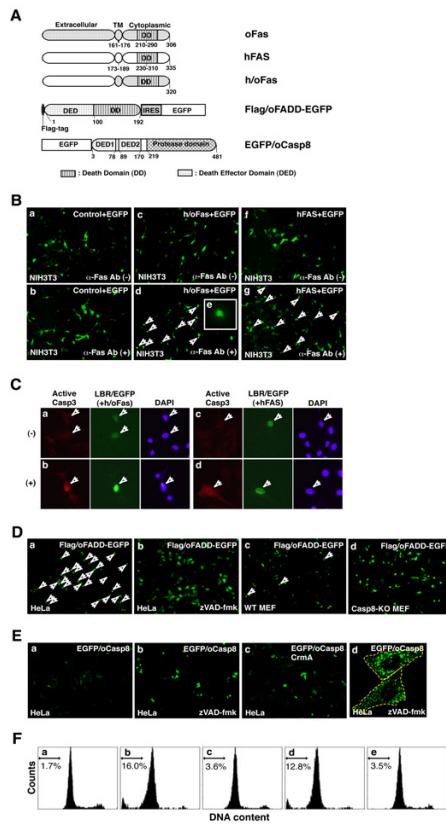 A
Extracellular TM Cytoplasmic
DD oFas
161-176 210-290 306
DD hFAS
173-189 230-310 335
DD h/oFas
320
DED DD IRES EGFP Flag/oFADD-EGFP
1 100 192
Flag-tag
EGFP DED1 DED2 Protease domain EGFP/oCasp8
3 78 89 170 219 481
: Death Domain (DD) : Death Effector Domain (DED)
B
a Control+EGFP c h/oFas+EGFP f hFAS+EGFP
NIH3T3 α-Fas Ab (-) NIH3T3 α-Fas Ab (-) NIH3T3 α-Fas Ab (-)
b Control+EGFP d h/oFas+EGFP g hFAS+EGFP
e
NIH3T3 α-Fas Ab (+) NIH3T3 α-Fas Ab (+) NIH3T3 α-Fas Ab (+)
C
Active Casp3 LBR/EGFP (+h/oFas) DAPI Active Casp3 LBR/EGFP (+hFAS) DAPI
(-) a c
(+) b d
D
a Flag/oFADD-EGFP b Flag/oFADD-EGFP c Flag/oFADD-EGFP d Flag/oFADD-EGFP
HeLa HeLa zVAD-fmk WT MEF Casp8-KO MEF
E
a EGFP/oCasp8 b EGFP/oCasp8 c EGFP/oCasp8 d EGFP/oCasp8
CrmA
HeLa HeLa zVAD-fmk HeLa HeLa zVAD-fmk
F
a b c d e
1.7% 16.0% 3.6% 12.8% 3.5%
Counts
DNA content